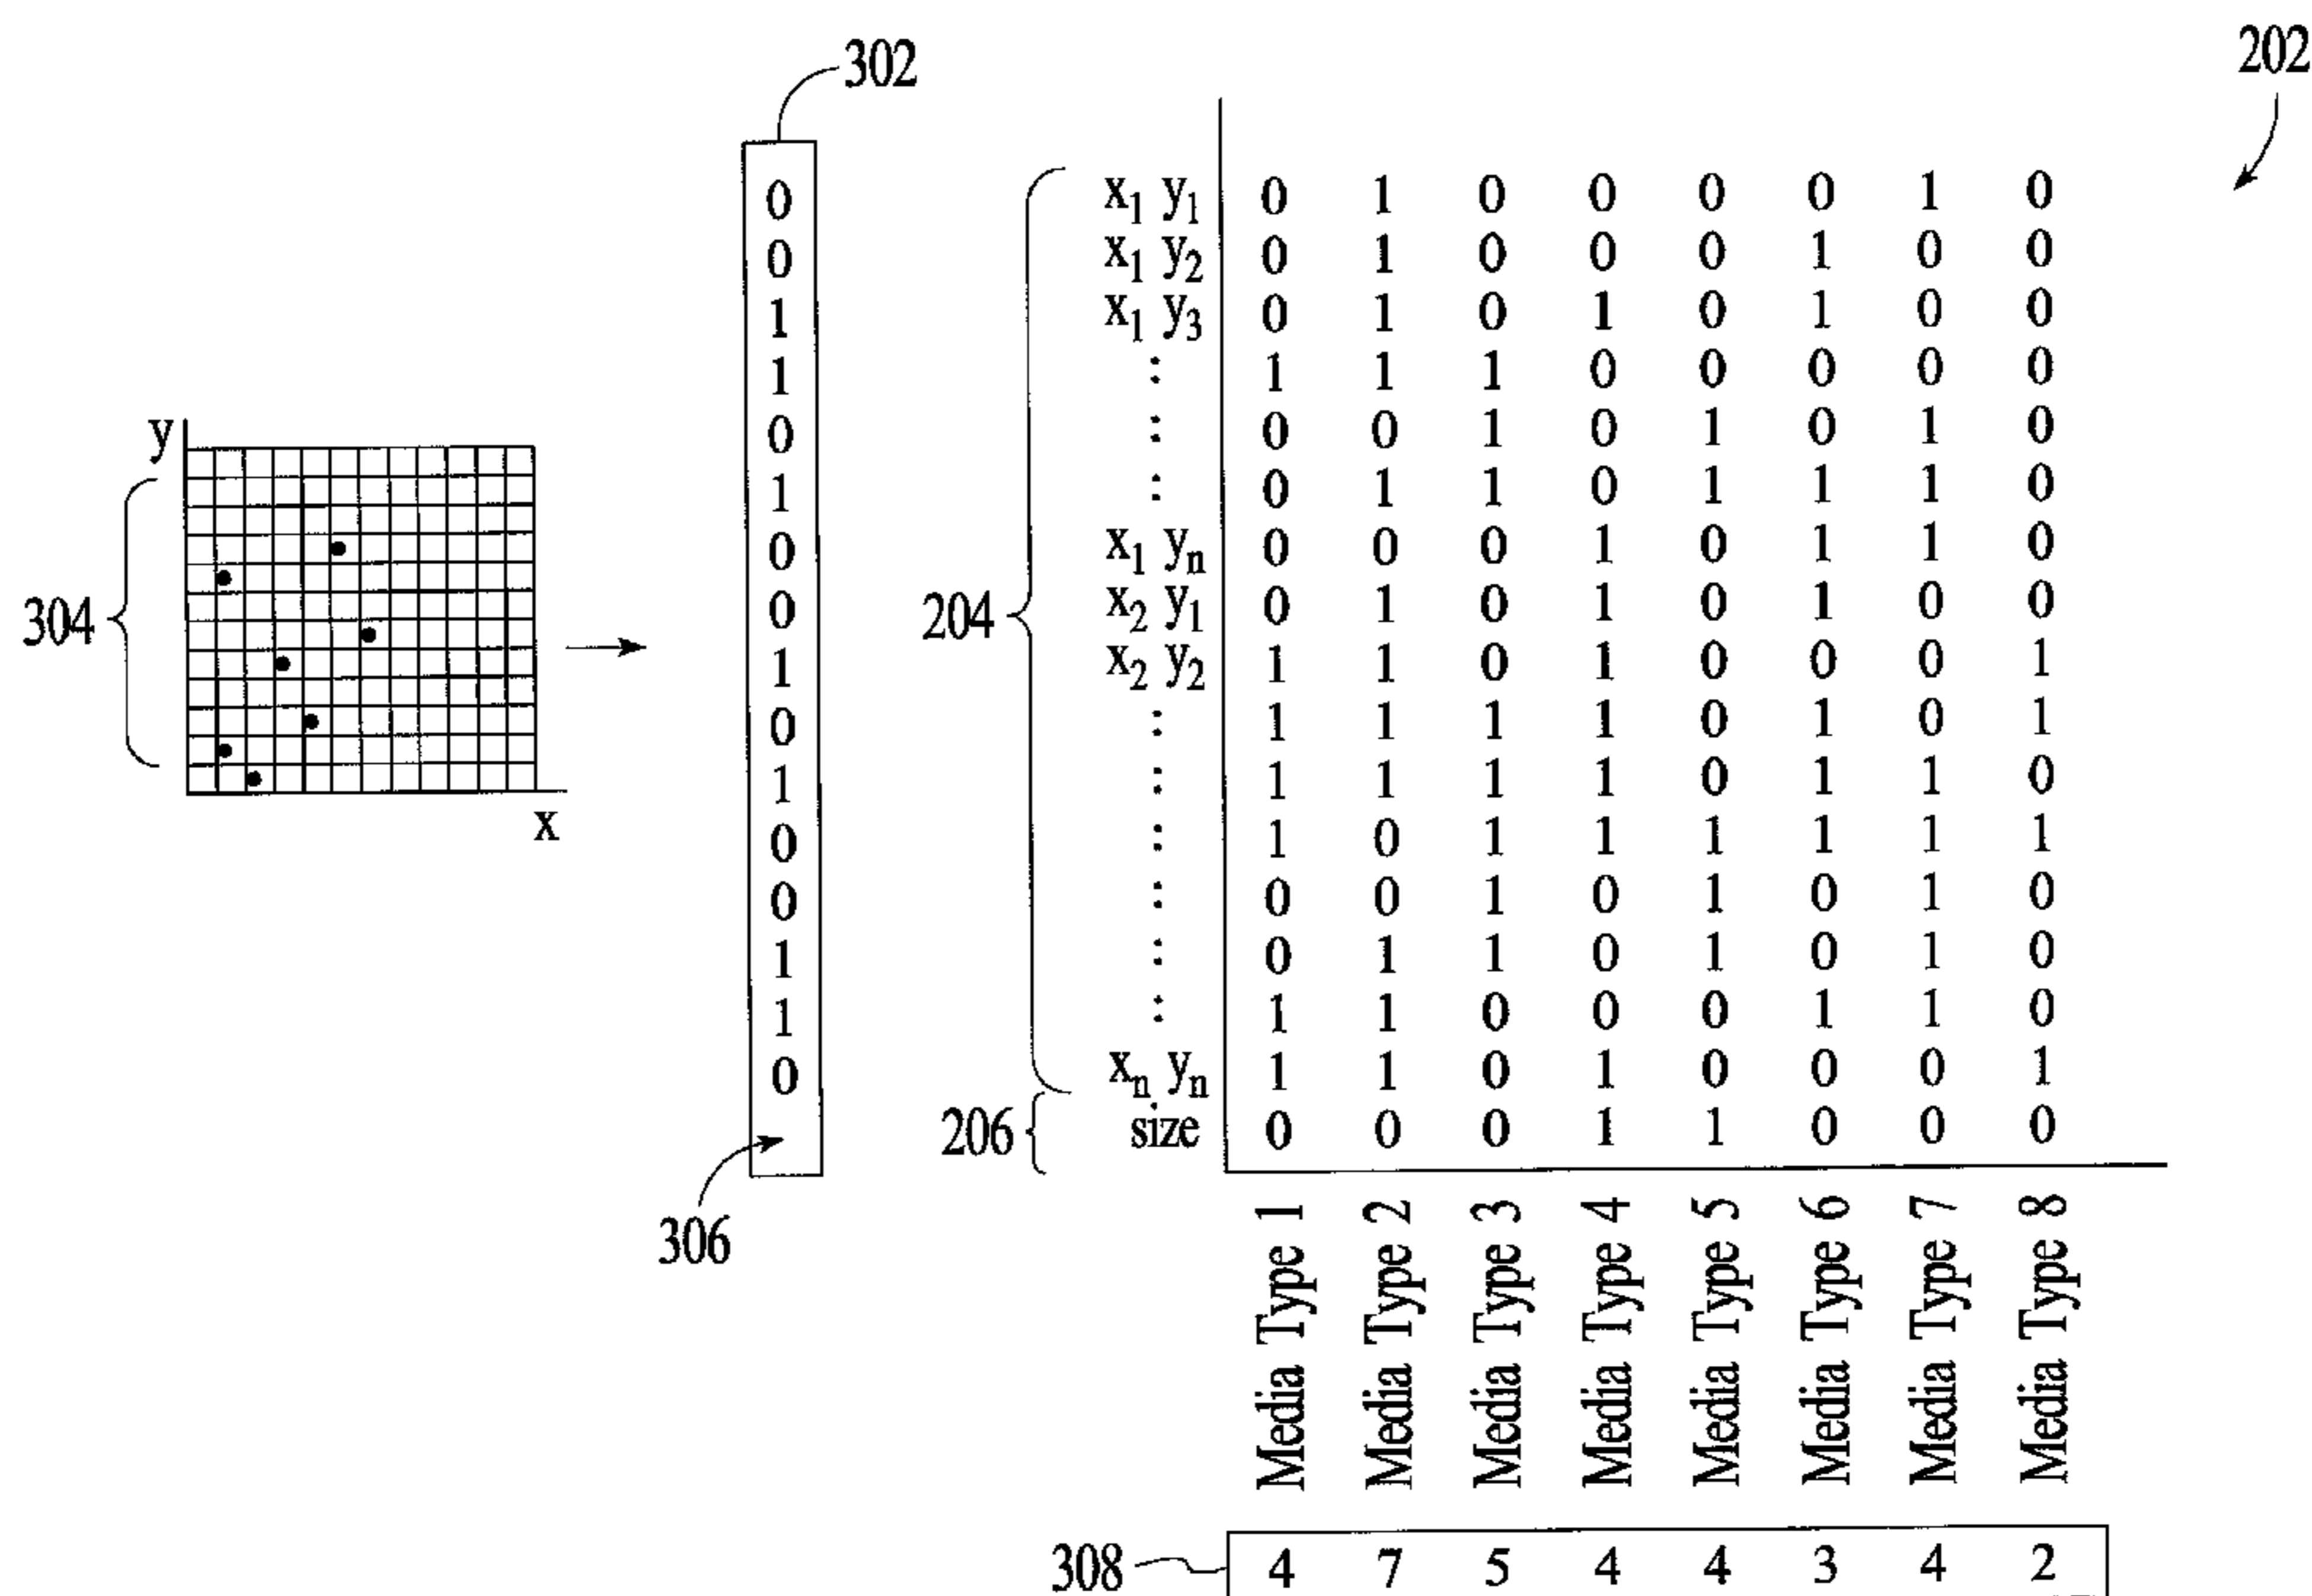 302
202
0
0
1
1
0
1
0
0
1
0
1
0
0
1
1
0
306
y
304
x
204
x1 y1 0 1 0 0 0 0 1 0
x1 y2 0 1 0 0 0 1 0 0
x1 y3 0 1 0 1 0 1 0 0
⋮ 1 1 1 0 0 0 0 0
⋮ 0 0 1 0 1 0 1 0
⋮ 0 1 1 0 1 1 1 0
x1 yn 0 0 0 1 0 1 1 0
x2 y1 0 1 0 1 0 1 0 0
x2 y2 1 1 0 1 0 0 0 1
⋮ 1 1 1 1 0 1 0 1
⋮ 1 1 1 1 0 1 1 0
⋮ 1 0 1 1 1 1 1 1
⋮ 0 0 1 0 1 0 1 0
⋮ 0 1 1 0 1 0 1 0
⋮ 1 1 0 0 0 1 1 0
xn yn 1 1 0 1 0 0 0 1
206 size 0 0 0 1 1 0 0 0
Media Type 1
Media Type 2
Media Type 3
Media Type 4
Media Type 5
Media Type 6
Media Type 7
Media Type 8
308 4 7 5 4 4 3 4 2